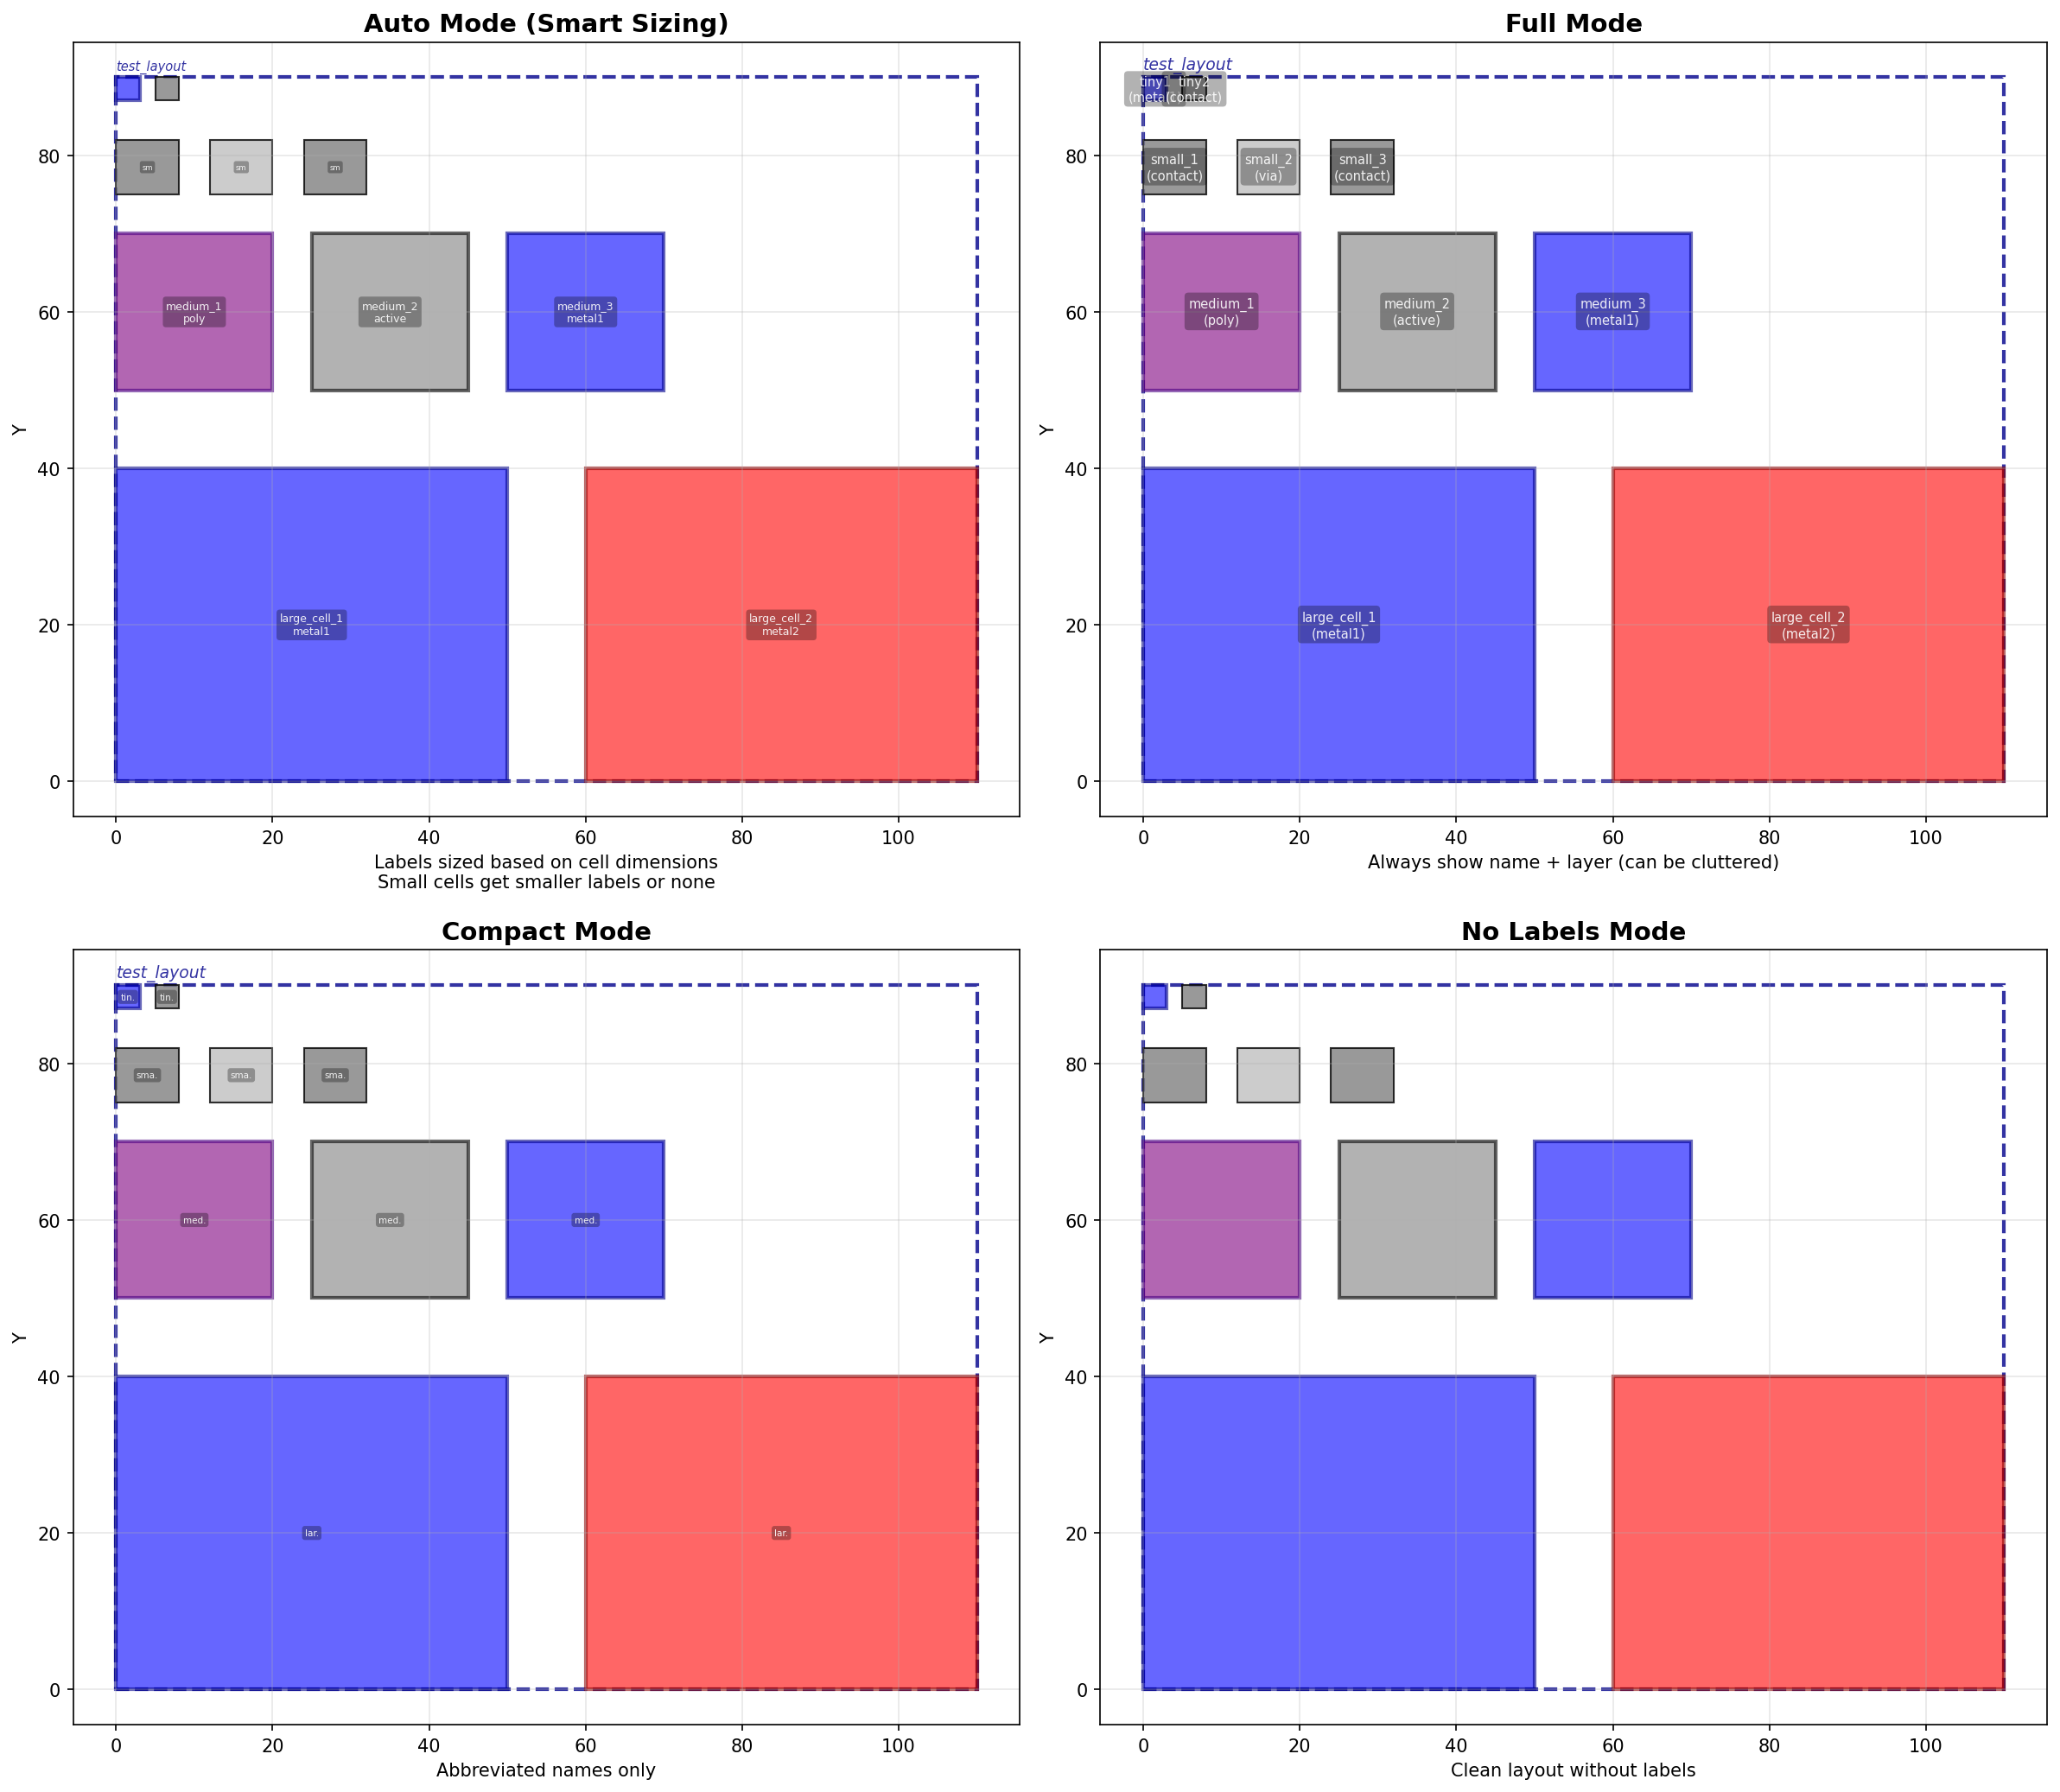 Auto Mode (Smart Sizing)
test_layout
80
60
40
20
0
Y
sm
sm
sm
medium_1
poly
medium_2
active
medium_3
metal1
large_cell_1
metal1
large_cell_2
metal2
0
20
40
60
80
100
Labels sized based on cell dimensions
Small cells get smaller labels or none
Full Mode
test_layout
tiny2
(contact)
80
60
40
20
0
Y
small_1
(contact)
small_2
(via)
small_3
(contact)
medium_1
(poly)
medium_2
(active)
medium_3
(metal1)
large_cell_1
(metal1)
large_cell_2
(metal2)
0
20
40
60
80
100
Always show name + layer (can be cluttered)
Compact Mode
test_layout
tin.
tin.
80
60
40
20
0
Y
sma.
sma.
sma.
med.
med.
med.
lar.
lar.
0
20
40
60
80
100
Abbreviated names only
No Labels Mode
80
60
40
20
0
Y
0
20
40
60
80
100
Clean layout without labels